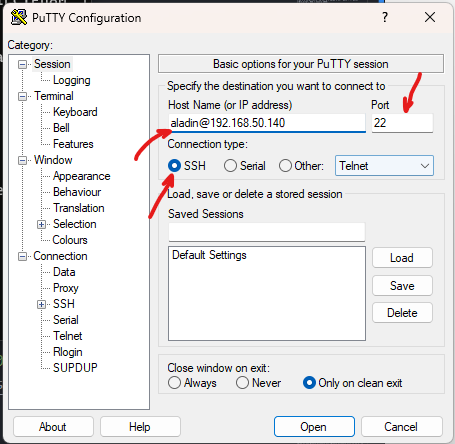 PuTTY Configuration
Category:
Session
Logging
Terminal
Keyboard
Bell
Features
Window
Appearance
Behaviour
Translation
Selection
Colours
Connection
Data
Proxy
SSH
Serial
Telnet
Rlogin
SUPDUP
Basic options for your PuTTY session
Specify the destination you want to connect to
Host Name (or IP address) Port
aladin@192.168.50.140 22
Connection type:
SSH Serial Other: Telnet
Load, save or delete a stored session
Saved Sessions
Default Settings
Load
Save
Delete
Close window on exit:
Always Never Only on clean exit
About Help Open Cancel